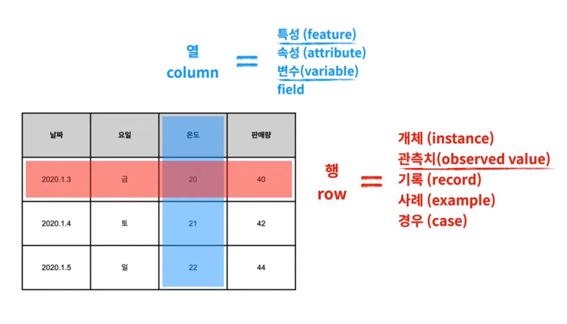 열
column
=
특성 (feature)
속성 (attribute)
변수(variable)
field
날짜 요일 온도 판매량
2020.1.3 금 20 40
2020.1.4 토 21 42
2020.1.5 일 22 44
행
row
=
개체 (instance)
관측치(observed value)
기록 (record)
사례 (example)
경우 (case)